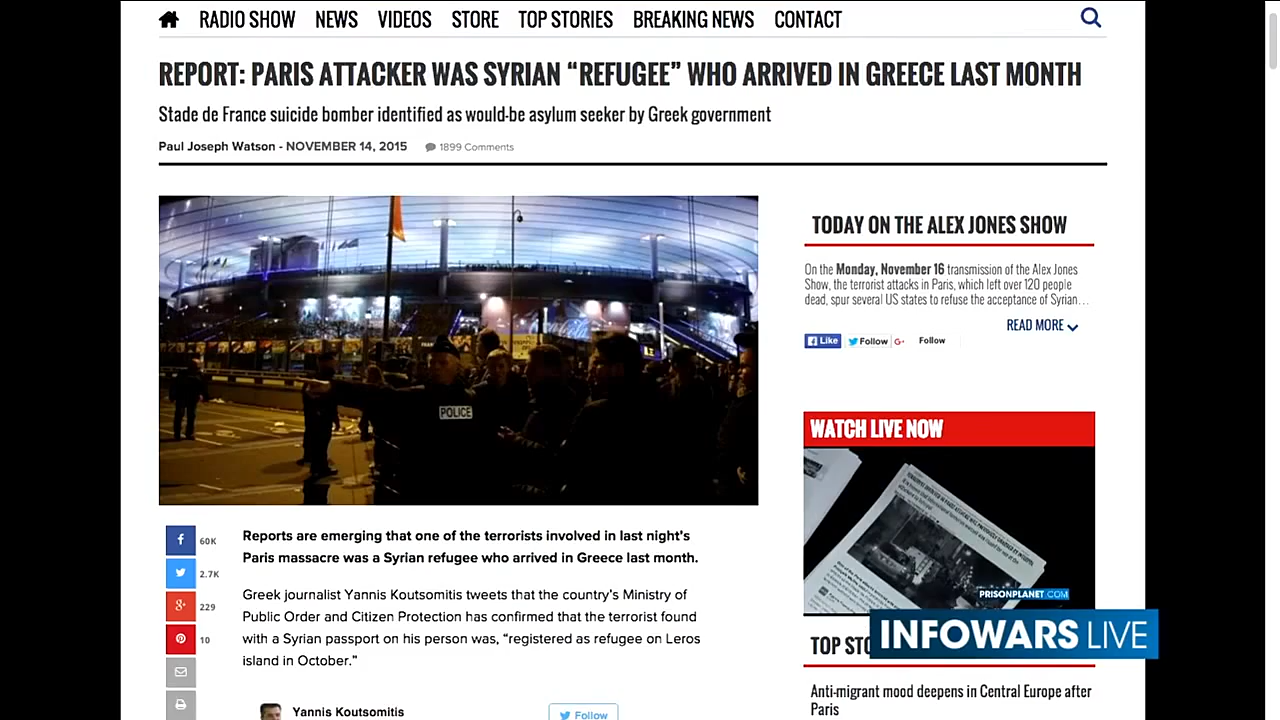 RADIO SHOW NEWS VIDEOS STORE TOP STORIES BREAKING NEWS CONTACT
REPORT: PARIS ATTACKER WAS SYRIAN “REFUGEE” WHO ARRIVED IN GREECE LAST MONTH
Stade de France suicide bomber identified as would-be asylum seeker by Greek government
Paul Joseph Watson - NOVEMBER 14, 2015 1899 Comments
POLICE
f 60K
2.7K
g+ 229
10
Reports are emerging that one of the terrorists involved in last night’s
Paris massacre was a Syrian refugee who arrived in Greece last month.
Greek journalist Yannis Koutsomitis tweets that the country’s Ministry of
Public Order and Citizen Protection has confirmed that the terrorist found
with a Syrian passport on his person was, “registered as refugee on Leros
island in October.”
Yannis Koutsomitis
Follow
TODAY ON THE ALEX JONES SHOW
On the Monday, November 16 transmission of the Alex Jones
Show, the terrorist attacks in Paris, which left over 120 people
dead, spur several US states to refuse the acceptance of Syrian…
READ MORE
Like Follow G+ Follow
WATCH LIVE NOW
PRISONPLANET.COM
INFOWARS LIVE
TOP STO
Anti-migrant mood deepens in Central Europe after
Paris